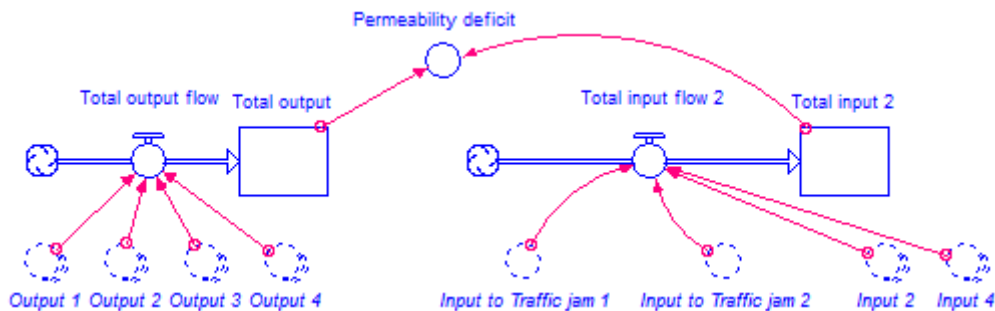 Permeability deficit
Total output flow
Total output
Total input flow 2
Total input 2
Output 1
Output 2
Output 3
Output 4
Input to Traffic jam 1
Input to Traffic jam 2
Input 2
Input 4